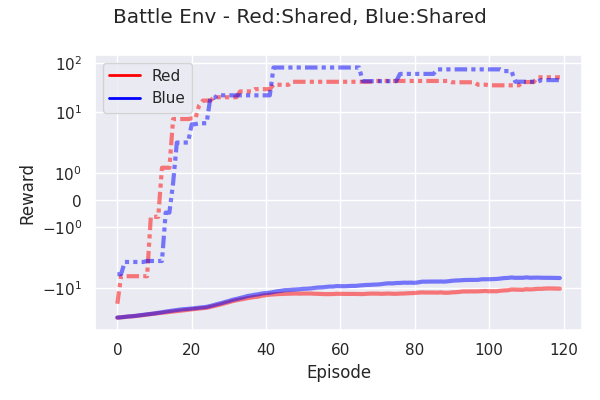 Battle Env - Red:Shared, Blue:Shared
Red
Blue
Reward
10²
10¹
10⁰
0
−10⁰
−10¹
0 20 40 60 80 100 120
Episode